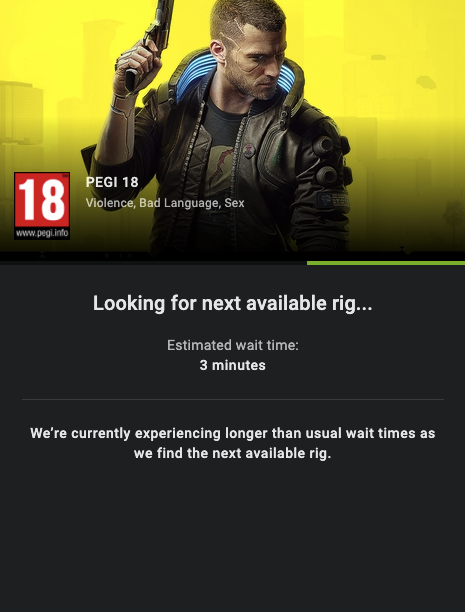 18
www.pegi.info
PEGI 18
Violence, Bad Language, Sex
Looking for next available rig...
Estimated wait time:
3 minutes
We’re currently experiencing longer than usual wait times as
we find the next available rig.